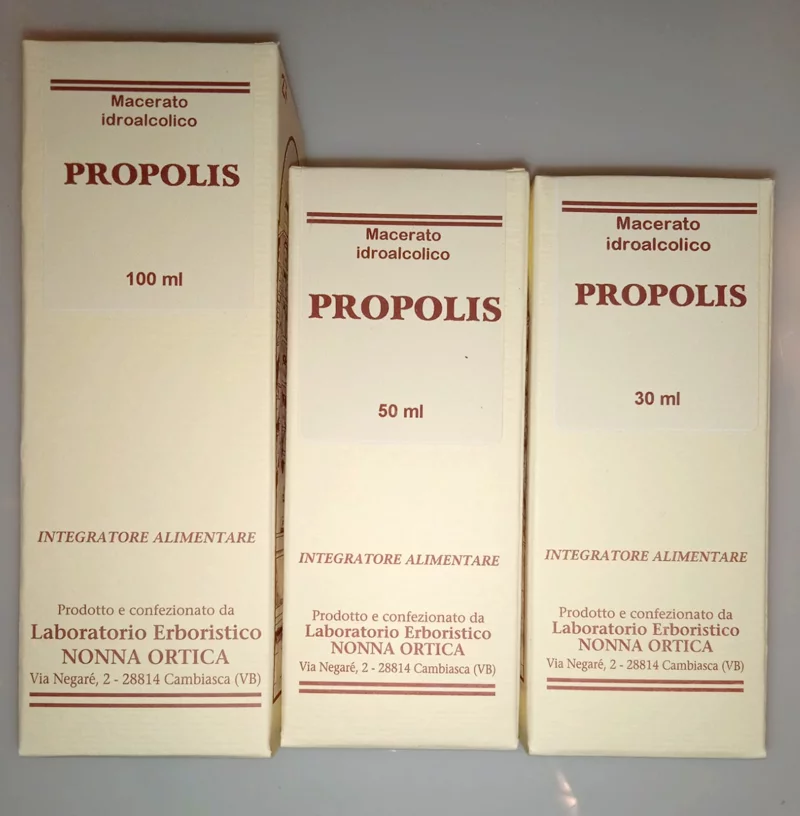 Macerato
idroalcolico
PROPOLIS
100 ml
INTEGRATORE ALIMENTARE
Prodotto e confezionato da
Laboratorio Erboristico
NONNA ORTICA
Via Negaré, 2 - 28814 Cambiasca (VB)
Macerato
idroalcolico
PROPOLIS
50 ml
INTEGRATORE ALIMENTARE
Prodotto e confezionato da
Laboratorio Erboristico
NONNA ORTICA
Via Negaré, 2 - 28814 Cambiasca (VB)
Macerato
idroalcolico
PROPOLIS
30 ml
INTEGRATORE ALIMENTARE
Prodotto e confezionato da
Laboratorio Erboristico
NONNA ORTICA
Via Negaré, 2 - 28814 Cambiasca (VB)